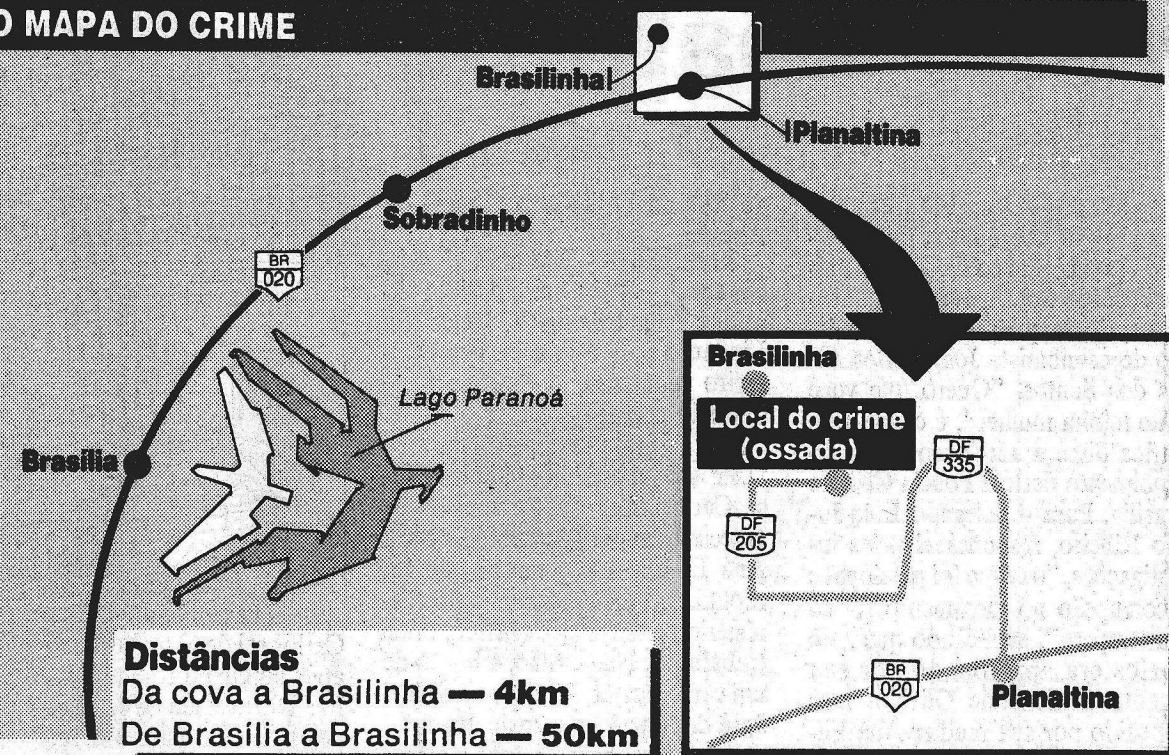 O MAPA DO CRIME
Brasilinha
Planaltina
Sobradinho
BR
020
Lago Paranoá
Brasília
Distâncias
Da cova a Brasilinha — 4km
De Brasília a Brasilinha — 50km
Brasilinha
Local do crime
(ossada)
DF
335
DF
205
BR
020
Planaltina